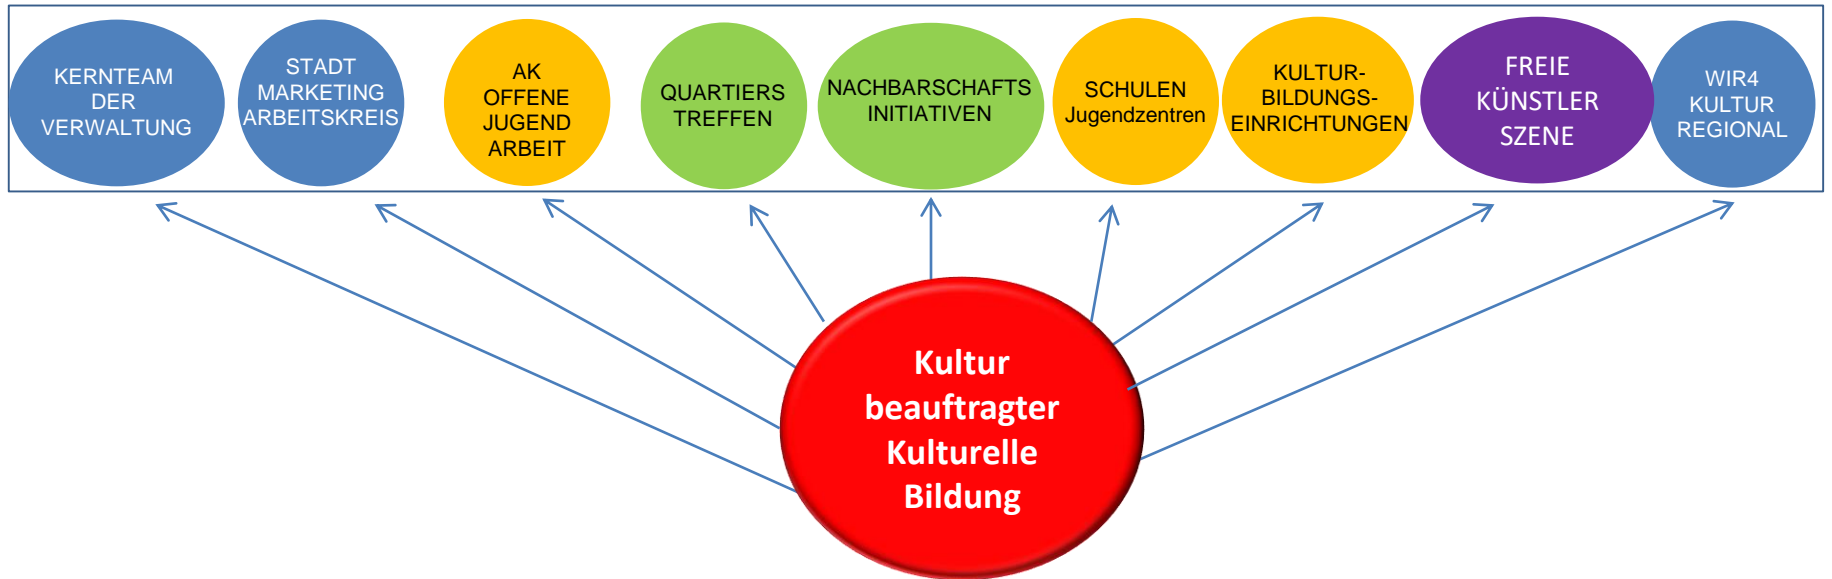 KERNTEAM
DER
VERWALTUNG
STADT
MARKETING
ARBEITSKREIS
AK
OFFENE
JUGEND
ARBEIT
QUARTIERS
TREFFEN
NACHBARSCHAFTS
INITIATIVEN
SCHULEN
Jugendzentren
KULTUR-
BILDUNGS-
EINRICHTUNGEN
FREIE
KÜNSTLER
SZENE
WIR4
KULTUR
REGIONAL
Kultur
beauftragter
Kulturelle
Bildung